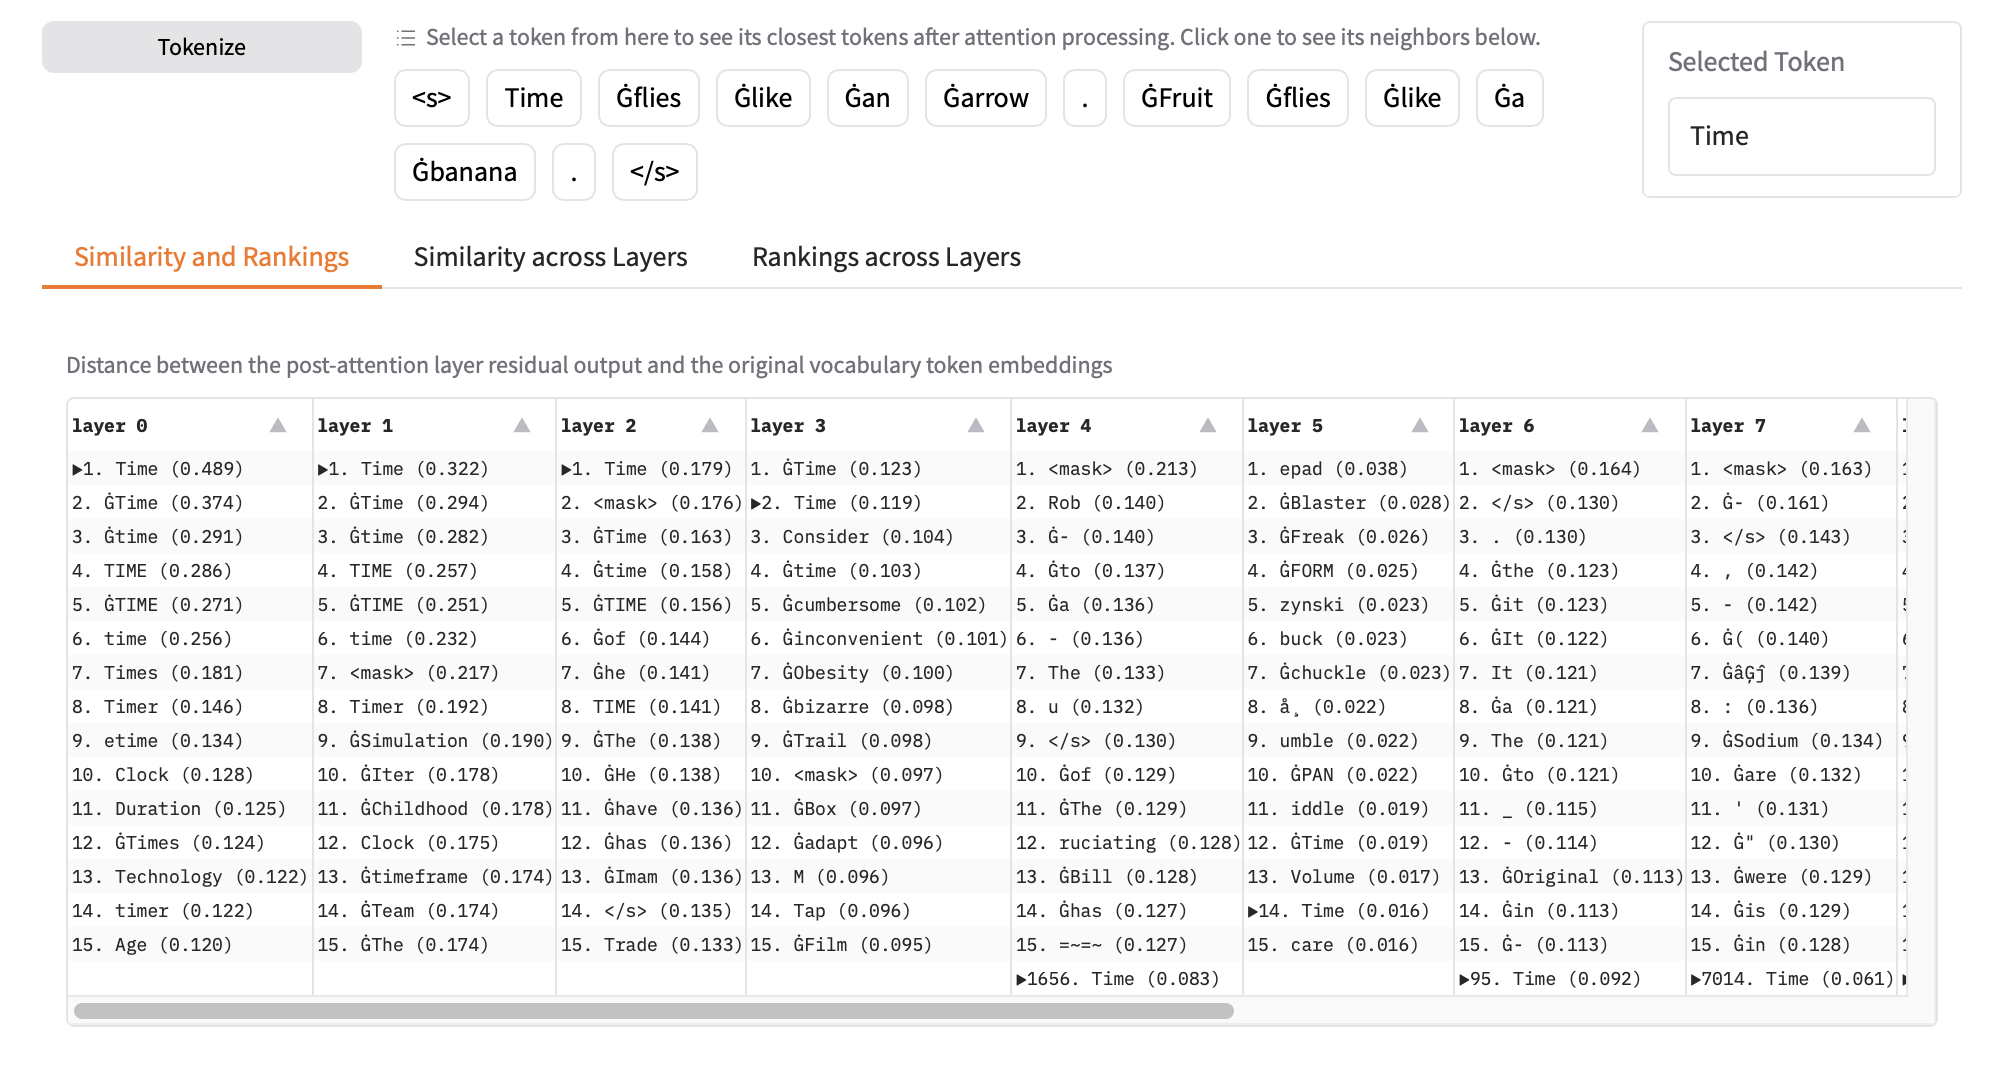 Tokenize
Select a token from here to see its closest tokens after attention processing. Click one to see its neighbors below.
<s> Time Ġflies Ġlike Ġan Ġarrow . ĠFruit Ġflies Ġlike Ġa
Ġbanana . </s>
Selected Token
Time
Similarity and Rankings Similarity across Layers Rankings across Layers
Distance between the post-attention layer residual output and the original vocabulary token embeddings
layer 0 layer 1 layer 2 layer 3 layer 4 layer 5 layer 6 layer 7
▶1. Time (0.489) ▶1. Time (0.322) ▶1. Time (0.179) 1. ĠTime (0.123) 1. <mask> (0.213) 1. epad (0.038) 1. <mask> (0.164) 1. <mask> (0.163)
2. ĠTime (0.374) 2. ĠTime (0.294) 2. <mask> (0.176) ▶2. Time (0.119) 2. Rob (0.140) 2. ĠBlaster (0.028) 2. </s> (0.130) 2. Ġ- (0.161)
3. Ġtime (0.291) 3. Ġtime (0.282) 3. ĠTime (0.163) 3. Consider (0.104) 3. Ġ- (0.140) 3. ĠFreak (0.026) 3. . (0.130) 3. </s> (0.143)
4. TIME (0.286) 4. TIME (0.257) 4. Ġtime (0.158) 4. Ġtime (0.103) 4. Ġto (0.137) 4. ĠFORM (0.025) 4. Ġthe (0.123) 4. , (0.142)
5. ĠTIME (0.271) 5. ĠTIME (0.251) 5. ĠTIME (0.156) 5. Ġcumbersome (0.102) 5. Ġa (0.136) 5. zynski (0.023) 5. Ġit (0.123) 5. - (0.142)
6. time (0.256) 6. time (0.232) 6. Ġof (0.144) 6. Ġinconvenient (0.101) 6. - (0.136) 6. buck (0.023) 6. ĠIt (0.122) 6. Ġ( (0.140)
7. Times (0.181) 7. <mask> (0.217) 7. Ġhe (0.141) 7. ĠObesity (0.100) 7. The (0.133) 7. Ġchuckle (0.023) 7. It (0.121) 7. ĠâĢĵ (0.139)
8. Timer (0.146) 8. Timer (0.192) 8. TIME (0.141) 8. Ġbizarre (0.098) 8. u (0.132) 8. å¸ (0.022) 8. Ġa (0.121) 8. : (0.136)
9. etime (0.134) 9. ĠSimulation (0.190) 9. ĠThe (0.138) 9. ĠTrail (0.098) 9. </s> (0.130) 9. umble (0.022) 9. The (0.121) 9. ĠSodium (0.134)
10. Clock (0.128) 10. ĠIter (0.178) 10. ĠHe (0.138) 10. <mask> (0.097) 10. Ġof (0.129) 10. ĠPAN (0.022) 10. Ġto (0.121) 10. Ġare (0.132)
11. Duration (0.125) 11. ĠChildhood (0.178) 11. Ġhave (0.136) 11. ĠBox (0.097) 11. ĠThe (0.129) 11. iddle (0.019) 11. _ (0.115) 11. ' (0.131)
12. ĠTimes (0.124) 12. Clock (0.175) 12. Ġhas (0.136) 12. Ġadapt (0.096) 12. ruciating (0.128) 12. ĠTime (0.019) 12. - (0.114) 12. Ġ" (0.130)
13. Technology (0.122) 13. Ġtimeframe (0.174) 13. ĠImam (0.136) 13. M (0.096) 13. ĠBill (0.128) 13. Volume (0.017) 13. ĠOriginal (0.113) 13. Ġwere (0.129)
14. timer (0.122) 14. ĠTeam (0.174) 14. </s> (0.135) 14. Tap (0.096) 14. Ġhas (0.127) ▶14. Time (0.016) 14. Ġin (0.113) 14. Ġis (0.129)
15. Age (0.120) 15. ĠThe (0.174) 15. Trade (0.133) 15. ĠFilm (0.095) 15. =~=~ (0.127) 15. care (0.016) 15. Ġ- (0.113) 15. Ġin (0.128)
▶1656. Time (0.083) ▶95. Time (0.092) ▶7014. Time (0.061)